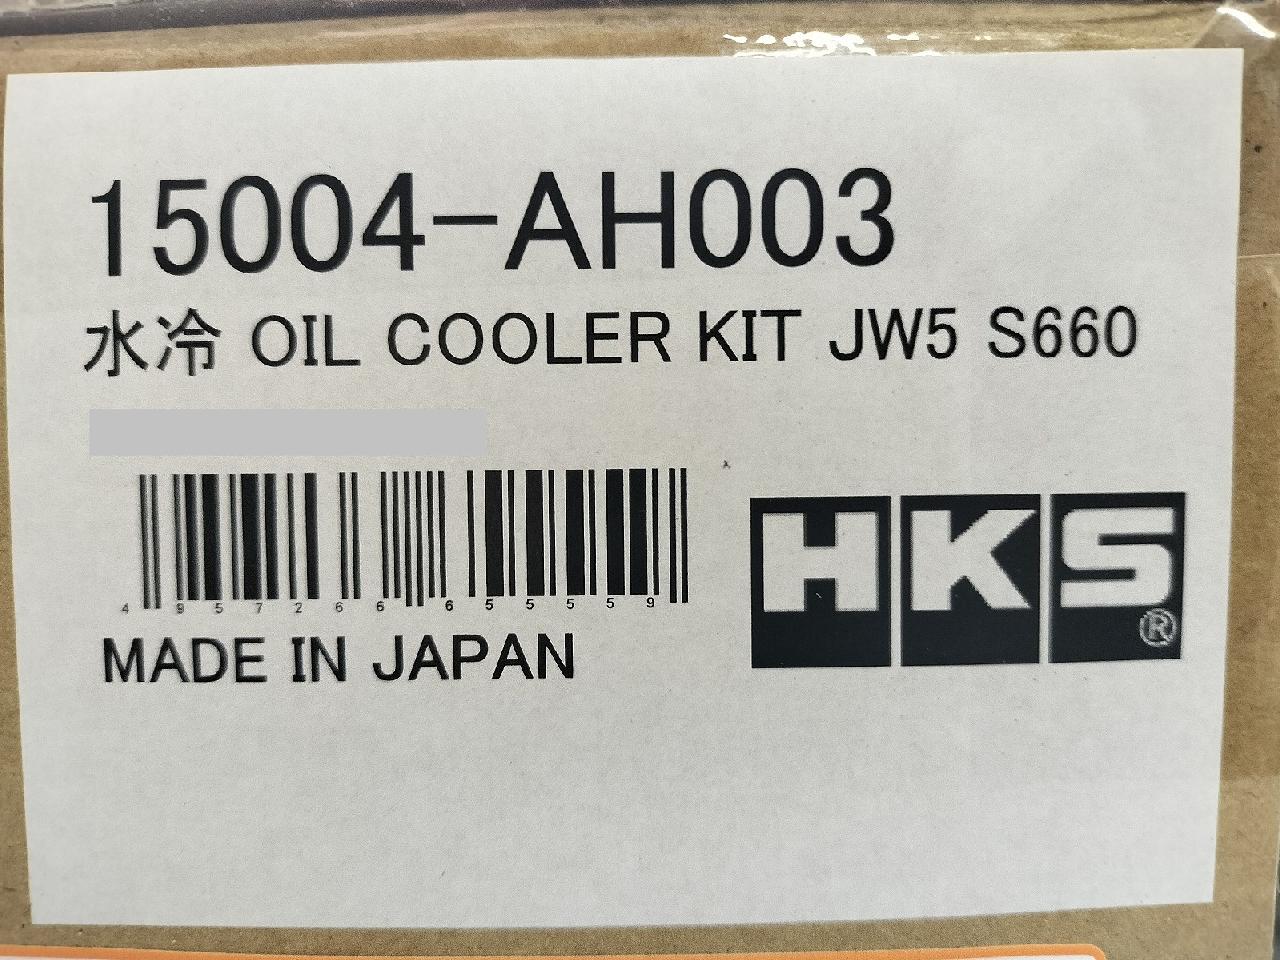 15004-AH003
水冷 OIL COOLER KIT JW5 S660
4 957266 655559
MADE IN JAPAN
HKS®